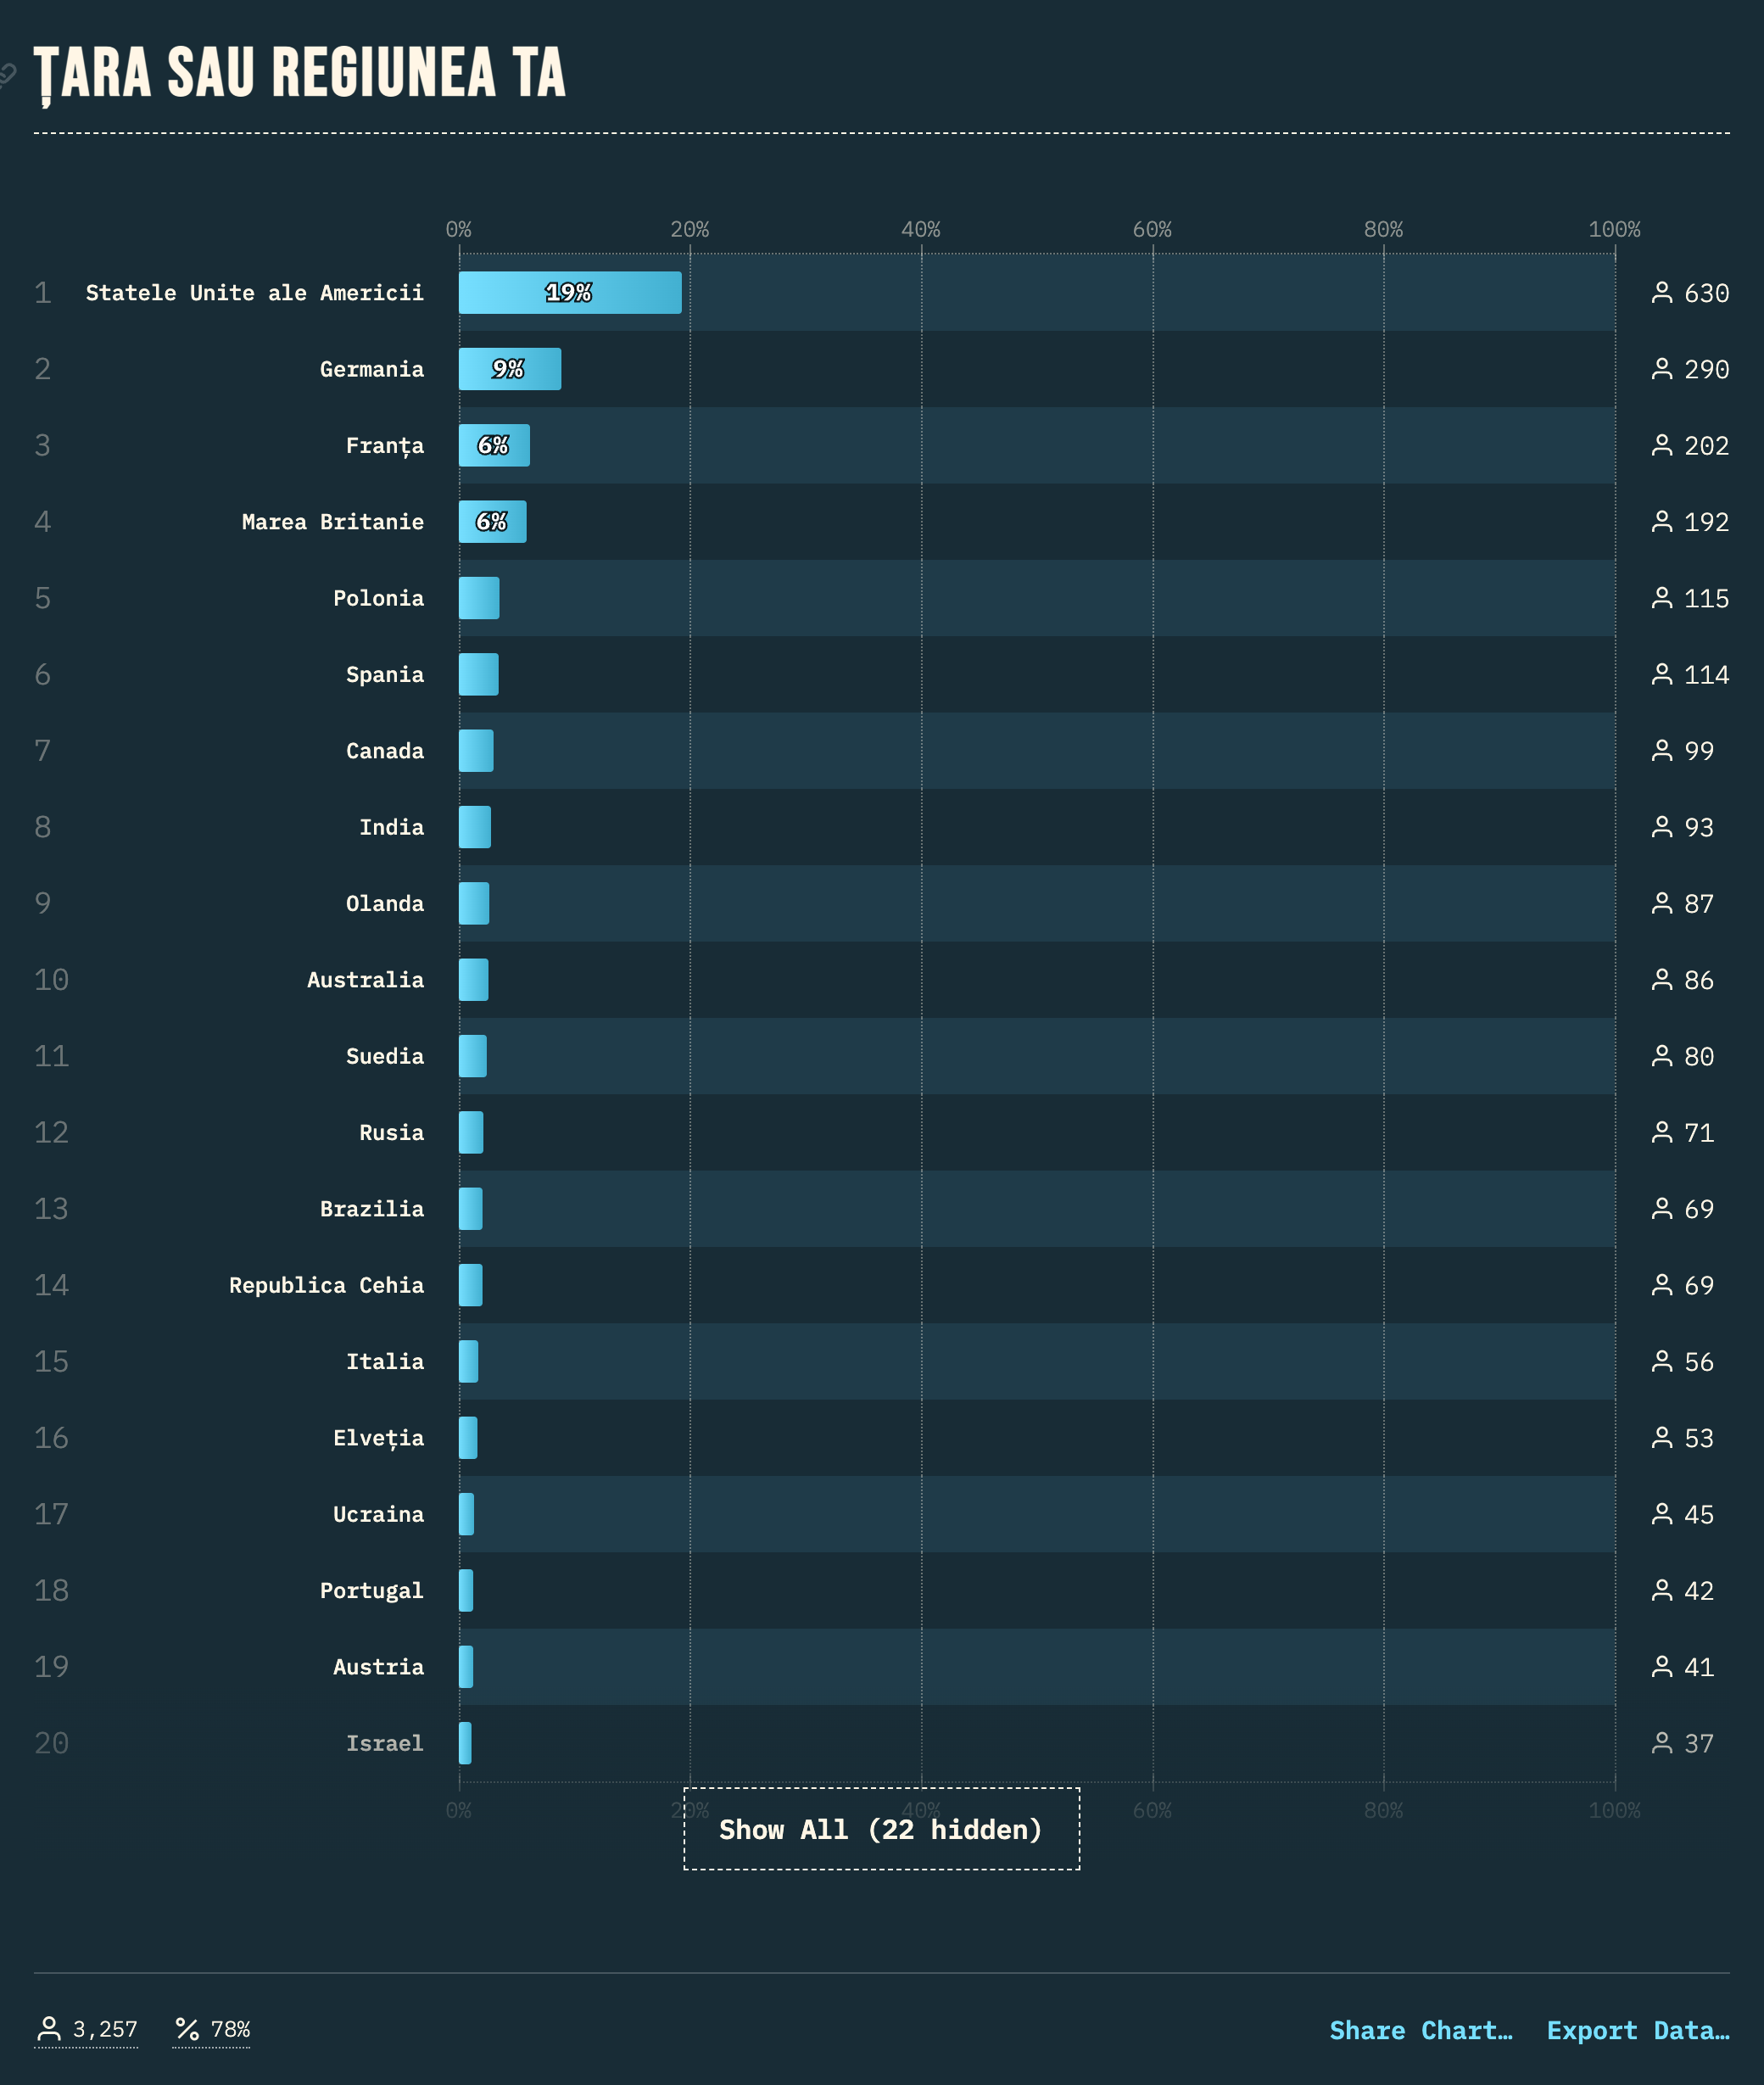 ȚARA SAU REGIUNEA TA
0% 20% 40% 60% 80% 100%
1 Statele Unite ale Americii 19% 630
2 Germania 9% 290
3 Franța 6% 202
4 Marea Britanie 6% 192
5 Polonia 115
6 Spania 114
7 Canada 99
8 India 93
9 Olanda 87
10 Australia 86
11 Suedia 80
12 Rusia 71
13 Brazilia 69
14 Republica Cehia 69
15 Italia 56
16 Elveția 53
17 Ucraina 45
18 Portugal 42
19 Austria 41
20 Israel 37
0% 20% 40% 60% 80% 100%
Show All (22 hidden)
3,257 78% Share Chart… Export Data…